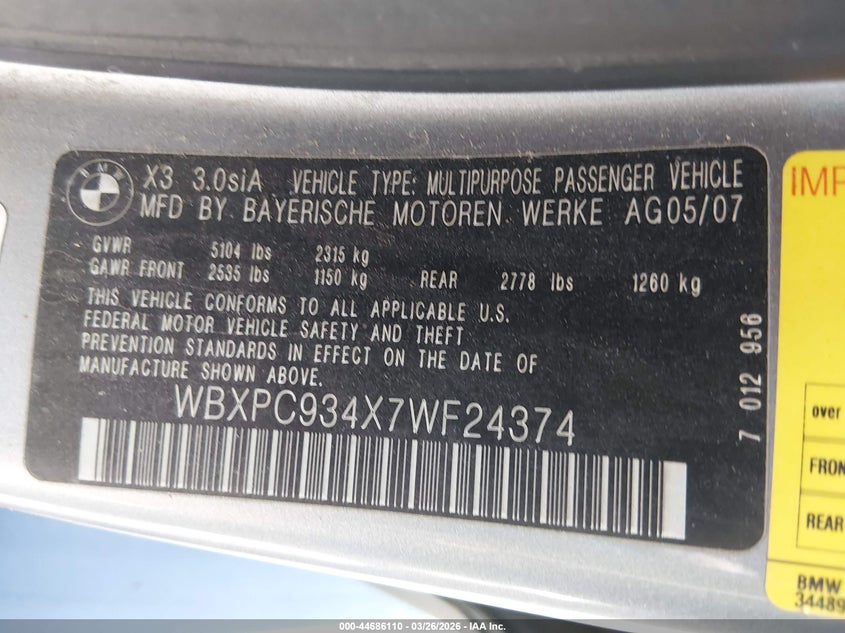 BMW
X3 3.0siA VEHICLE TYPE: MULTIPURPOSE PASSENGER VEHICLE
MFD BY BAYERISCHE MOTOREN WERKE AG05/07
GVWR 5104 lbs 2315 kg
GAWR FRONT 2535 lbs 1150 kg REAR 2778 lbs 1260 kg
THIS VEHICLE CONFORMS TO ALL APPLICABLE U.S.
FEDERAL MOTOR VEHICLE SAFETY AND THEFT
PREVENTION STANDARDS IN EFFECT ON THE DATE OF
MANUFACTURE SHOWN ABOVE.
WBXPC934X7WF24374
7 012 956
IMP
over
FRON
REAR
BMW
34489
000-44686110 - 03/26/2026 - IAAI.COM